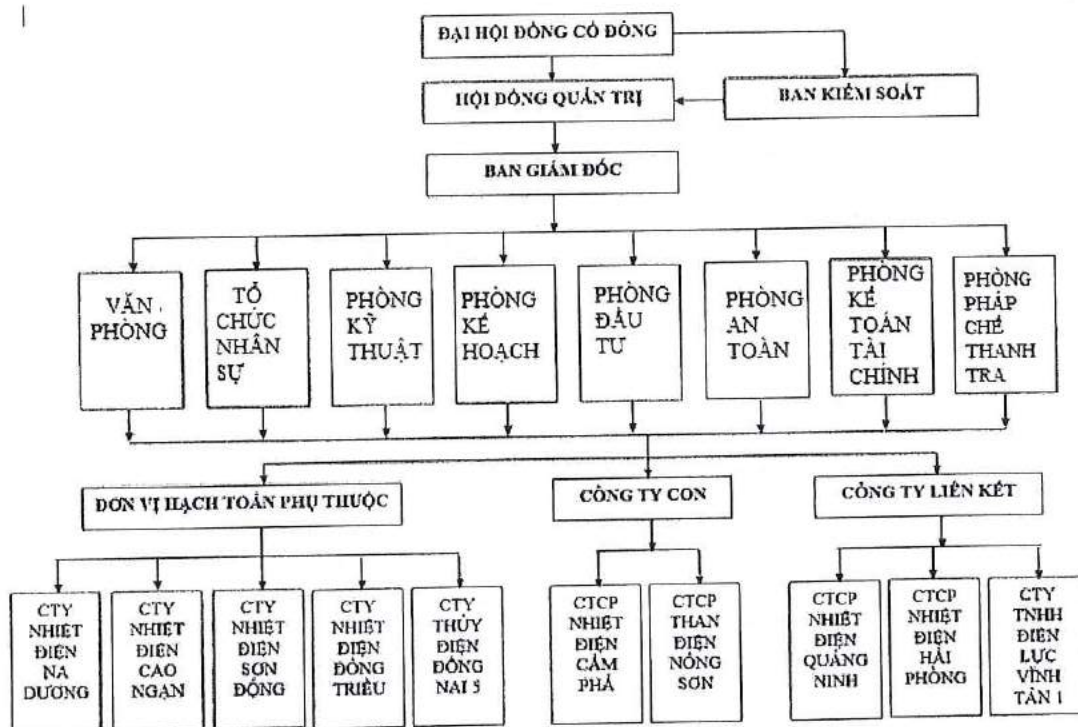 ĐẠI HỘI ĐỒNG CỔ ĐÔNG
HỘI ĐỒNG QUẢN TRỊ
BAN KIỂM SOÁT
BAN GIÁM ĐỐC
VĂN
PHÒNG
TỔ
CHỨC
NHÂN
SỰ
PHÒNG
KỸ
THUẬT
PHÒNG
KẾ
HOẠCH
PHÒNG
ĐẦU
TƯ
PHÒNG
AN
TOÀN
PHÒNG
KẾ
TOÁN
TÀI
CHÍNH
PHÒNG
PHÁP
CHẾ
THANH
TRA
ĐƠN VỊ HẠCH TOÁN PHỤ THUỘC
CÔNG TY CON
CÔNG TY LIÊN KẾT
CTY
NHIỆT
ĐIỆN
NA
DƯƠNG
CTY
NHIỆT
ĐIỆN
CAO
NGẠN
CTY
NHIỆT
ĐIỆN
SƠN
ĐỘNG
CTY
NHIỆT
ĐIỆN
ĐÔNG
TRIỀU
CTY
THỦY
ĐIỆN
ĐỒNG
NAI 5
CTCP
NHIỆT
ĐIỆN
CẨM
PHẢ
CTCP
THAN
ĐIỆN
NÔNG
SƠN
CTCP
NHIỆT
ĐIỆN
QUẢNG
NINH
CTCP
NHIỆT
ĐIỆN
HẢI
PHÒNG
CTY
TNHH
ĐIỆN
LỰC
VĨNH
TÂN 1